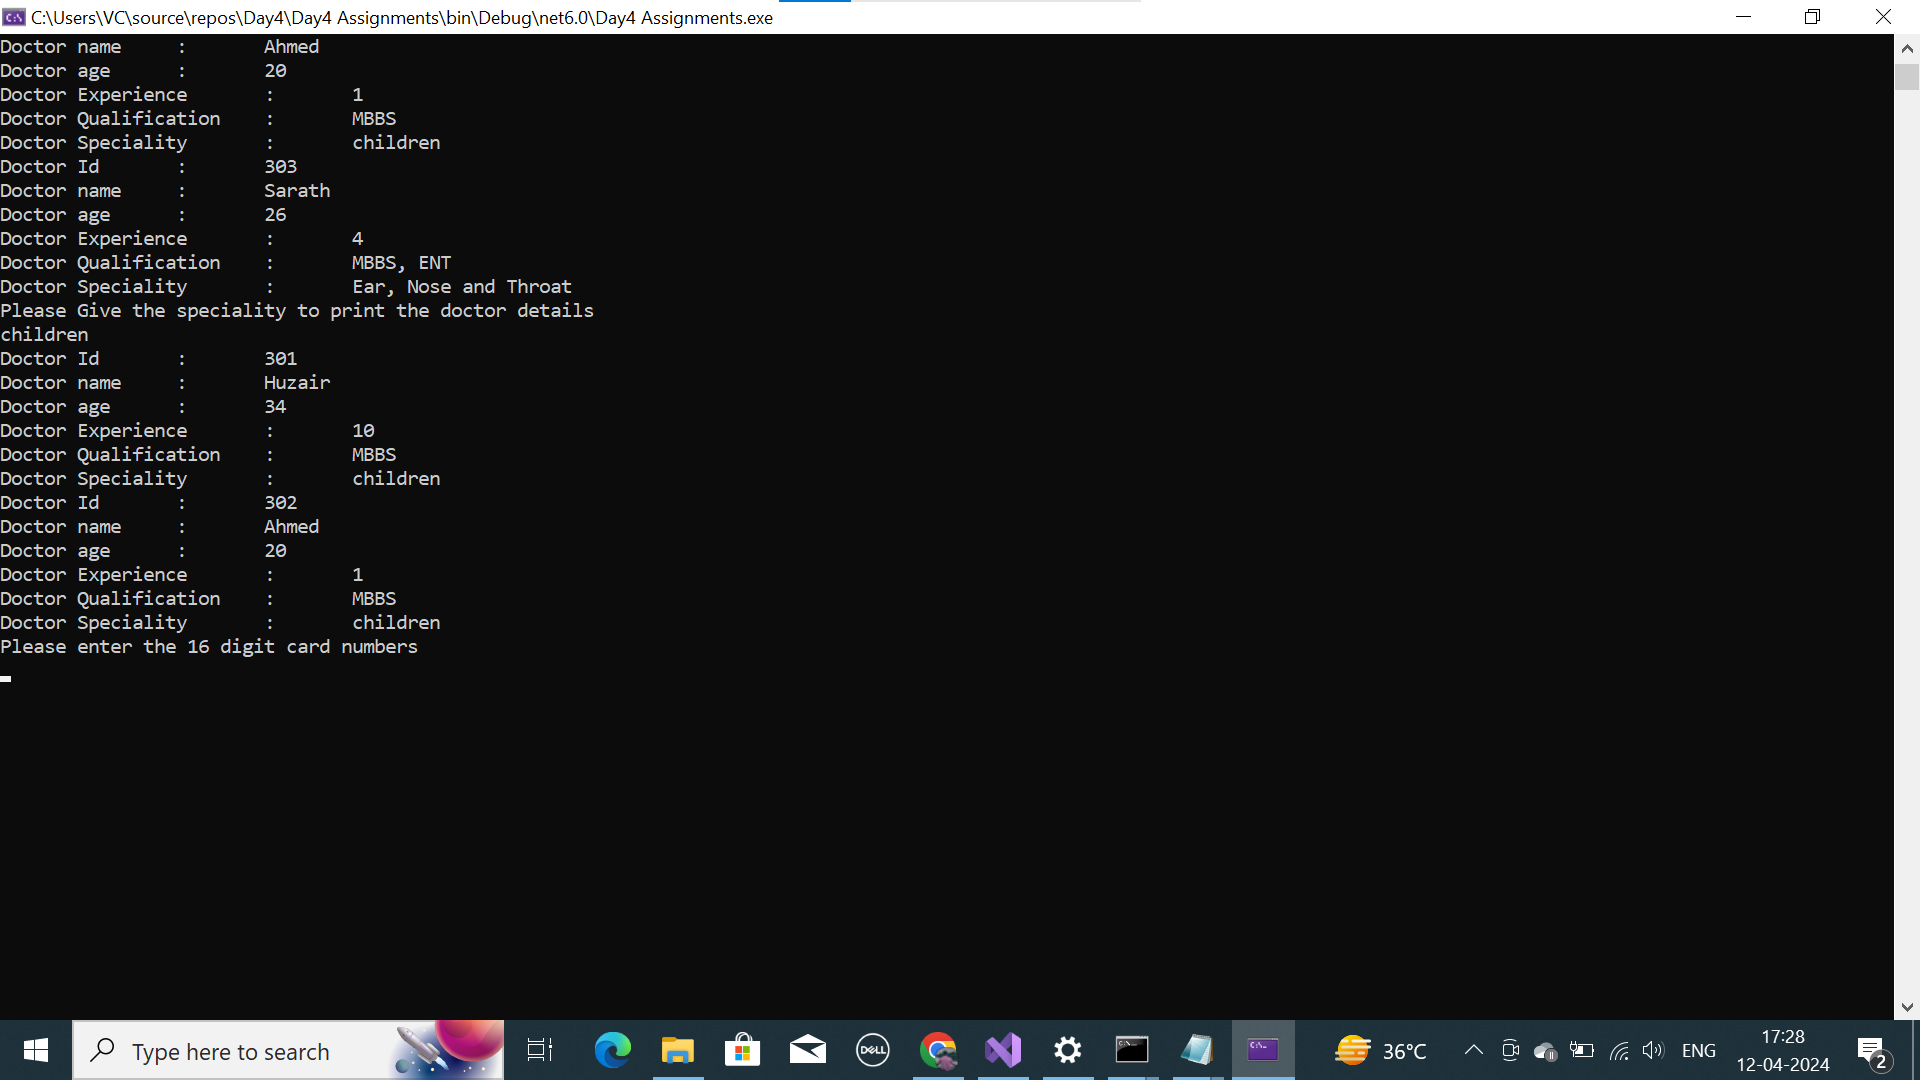 C:\Users\VC\source\repos\Day4\Day4 Assignments\bin\Debug\net6.0\Day4 Assignments.exe
Doctor name : Ahmed
Doctor age : 20
Doctor Experience : 1
Doctor Qualification : MBBS
Doctor Speciality : children
Doctor Id : 303
Doctor name : Sarath
Doctor age : 26
Doctor Experience : 4
Doctor Qualification : MBBS, ENT
Doctor Speciality : Ear, Nose and Throat
Please Give the speciality to print the doctor details
children
Doctor Id : 301
Doctor name : Huzair
Doctor age : 34
Doctor Experience : 10
Doctor Qualification : MBBS
Doctor Speciality : children
Doctor Id : 302
Doctor name : Ahmed
Doctor age : 20
Doctor Experience : 1
Doctor Qualification : MBBS
Doctor Speciality : children
Please enter the 16 digit card numbers
Type here to search
DELL
36°C
ENG
17:28
12-04-2024
2